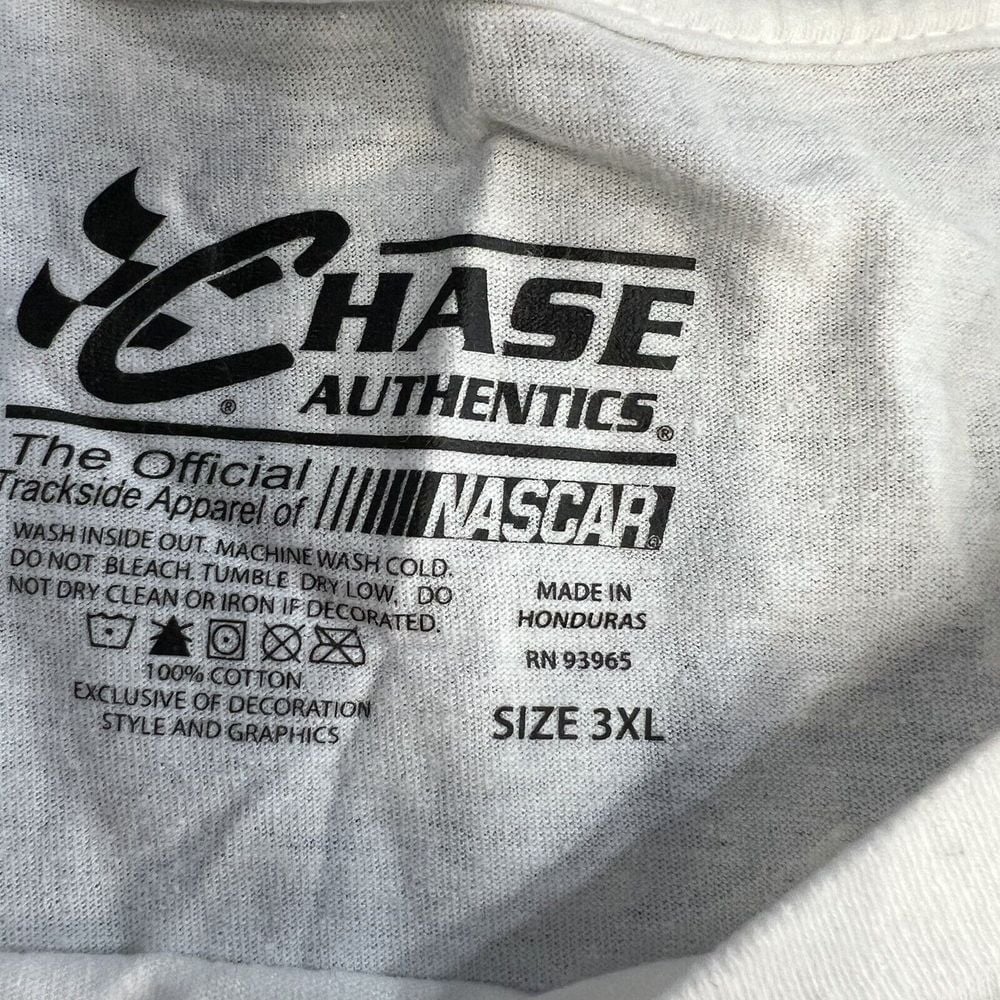 CHASE
AUTHENTICS®
®
The Official
Trackside Apparel of NASCAR®
WASH INSIDE OUT. MACHINE WASH COLD.
DO NOT BLEACH. TUMBLE DRY LOW. DO
NOT DRY CLEAN OR IRON IF DECORATED.
100% COTTON
EXCLUSIVE OF DECORATION
STYLE AND GRAPHICS
MADE IN
HONDURAS
RN 93965
SIZE 3XL